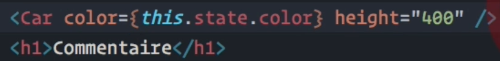 <Car color={this.state.color} height="400" />
<h1>Commentaire</h1>